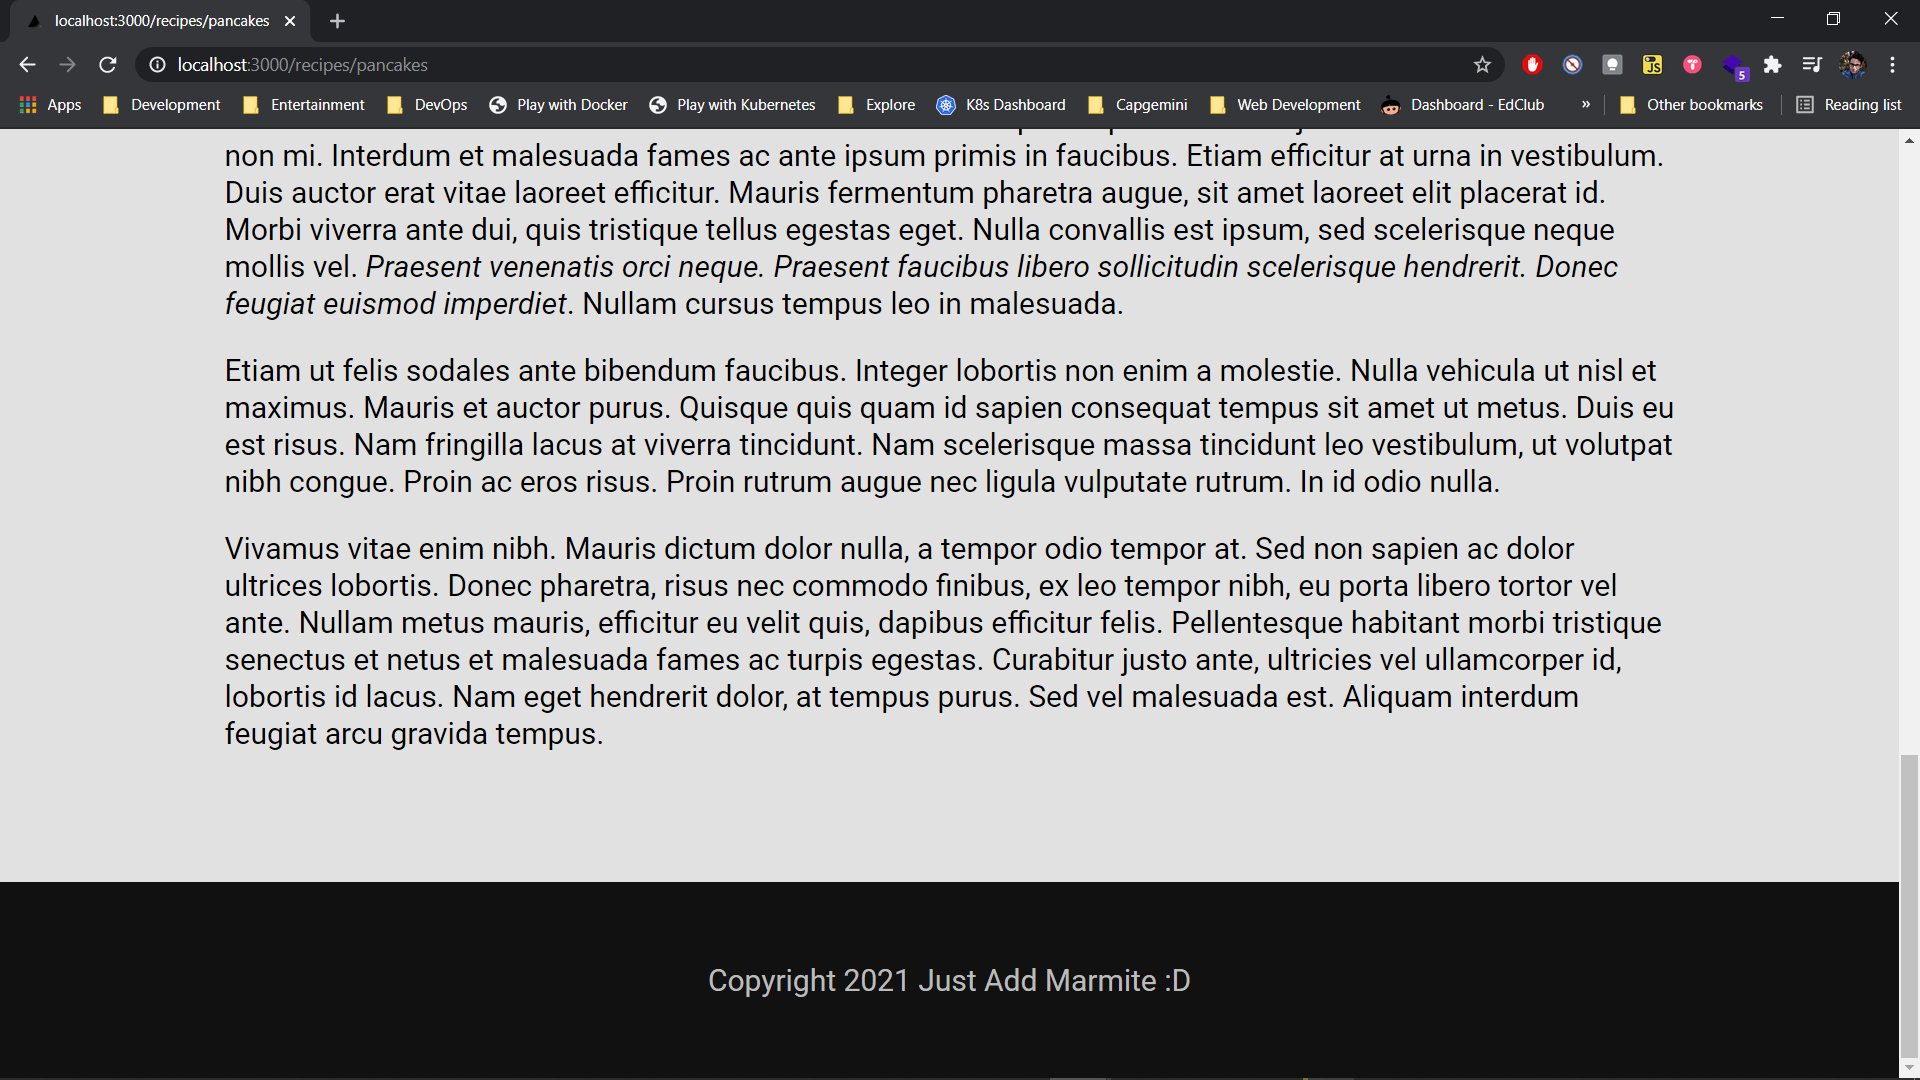 localhost:3000/recipes/pancakes
localhost:3000/recipes/pancakes
JS
T
5
Apps Development Entertainment DevOps Play with Docker Play with Kubernetes Explore K8s Dashboard Capgemini Web Development Dashboard - EdClub » Other bookmarks Reading list
non mi. Interdum et malesuada fames ac ante ipsum primis in faucibus. Etiam efficitur at urna in vestibulum.
Duis auctor erat vitae laoreet efficitur. Mauris fermentum pharetra augue, sit amet laoreet elit placerat id.
Morbi viverra ante dui, quis tristique tellus egestas eget. Nulla convallis est ipsum, sed scelerisque neque
mollis vel. Praesent venenatis orci neque. Praesent faucibus libero sollicitudin scelerisque hendrerit. Donec
feugiat euismod imperdiet. Nullam cursus tempus leo in malesuada.
Etiam ut felis sodales ante bibendum faucibus. Integer lobortis non enim a molestie. Nulla vehicula ut nisl et
maximus. Mauris et auctor purus. Quisque quis quam id sapien consequat tempus sit amet ut metus. Duis eu
est risus. Nam fringilla lacus at viverra tincidunt. Nam scelerisque massa tincidunt leo vestibulum, ut volutpat
nibh congue. Proin ac eros risus. Proin rutrum augue nec ligula vulputate rutrum. In id odio nulla.
Vivamus vitae enim nibh. Mauris dictum dolor nulla, a tempor odio tempor at. Sed non sapien ac dolor
ultrices lobortis. Donec pharetra, risus nec commodo finibus, ex leo tempor nibh, eu porta libero tortor vel
ante. Nullam metus mauris, efficitur eu velit quis, dapibus efficitur felis. Pellentesque habitant morbi tristique
senectus et netus et malesuada fames ac turpis egestas. Curabitur justo ante, ultricies vel ullamcorper id,
lobortis id lacus. Nam eget hendrerit dolor, at tempus purus. Sed vel malesuada est. Aliquam interdum
feugiat arcu gravida tempus.
Copyright 2021 Just Add Marmite :D